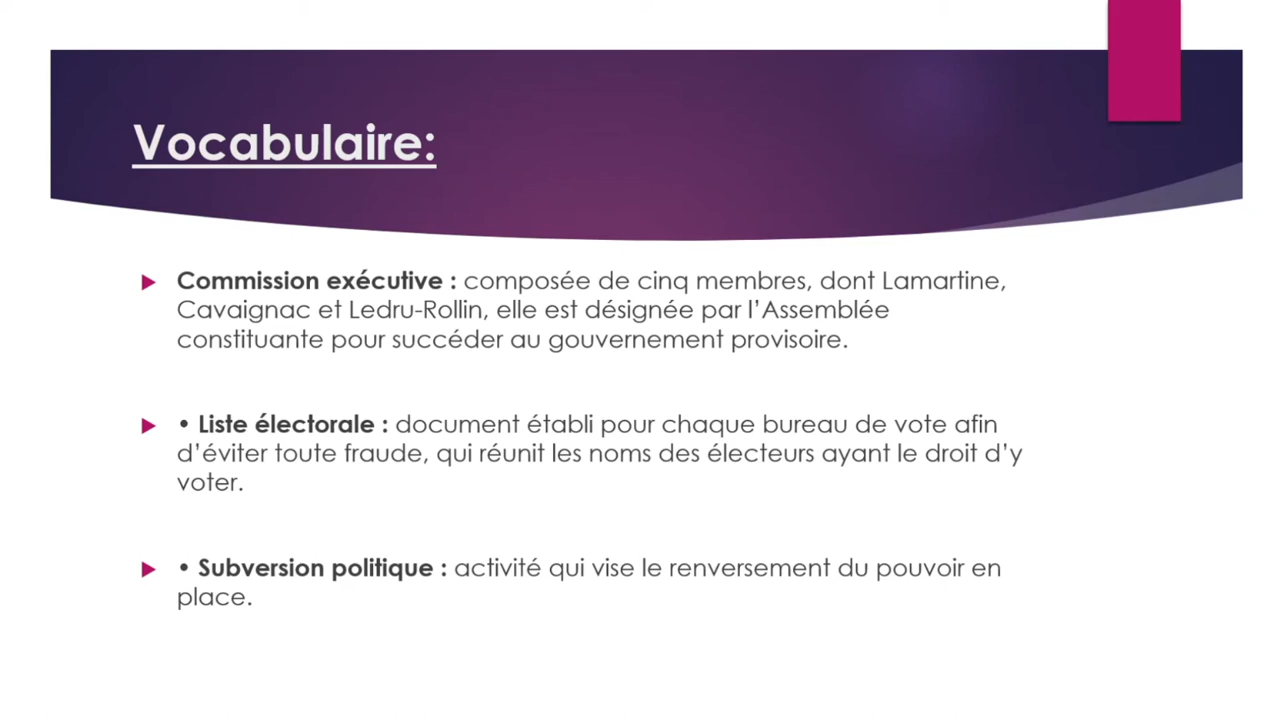 Vocabulaire:
Commission exécutive : composée de cinq membres, dont Lamartine,
Cavaignac et Ledru-Rollin, elle est désignée par l’Assemblée
constituante pour succéder au gouvernement provisoire.
• Liste électorale : document établi pour chaque bureau de vote afin
d’éviter toute fraude, qui réunit les noms des électeurs ayant le droit d’y
voter.
• Subversion politique : activité qui vise le renversement du pouvoir en
place.